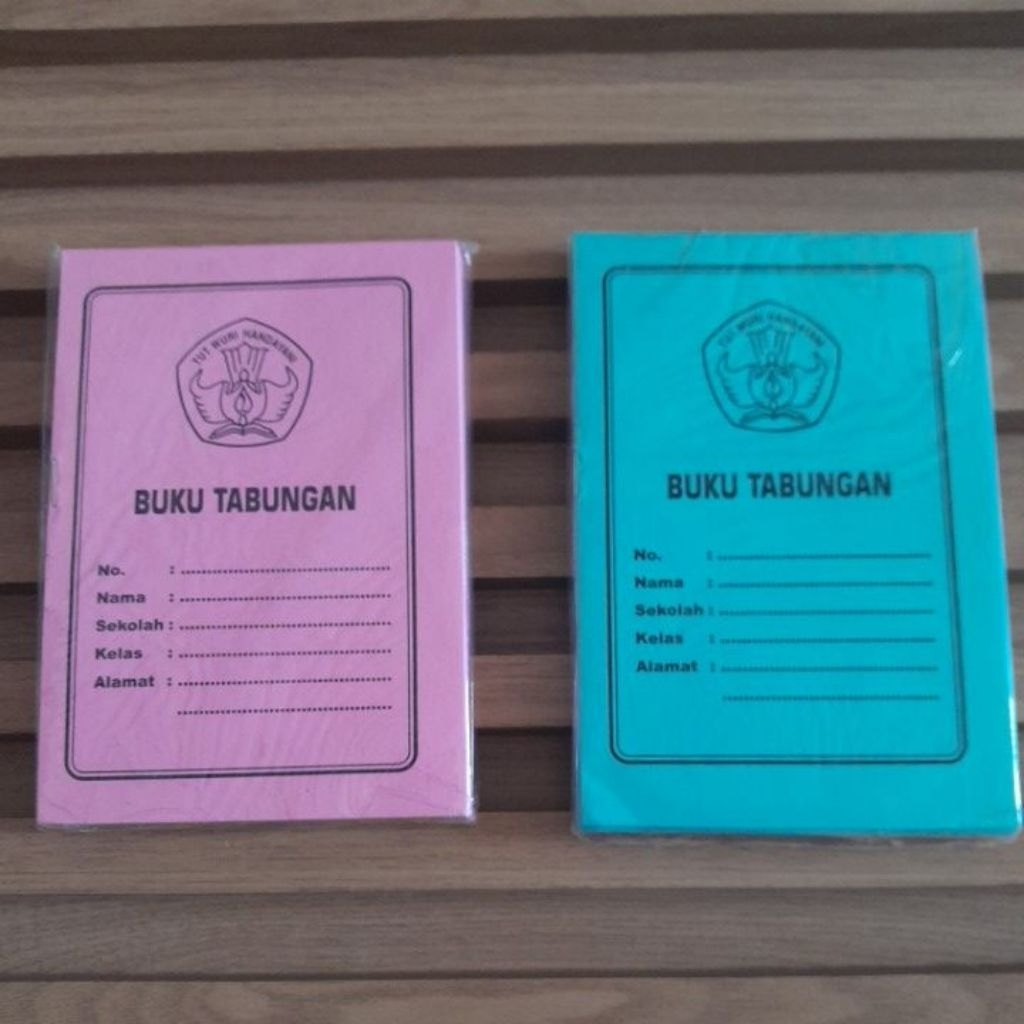 TUT WURI HANDAYANI
BUKU TABUNGAN
No. :
Nama :
Sekolah :
Kelas :
Alamat :
TUT WURI HANDAYANI
BUKU TABUNGAN
No. :
Nama :
Sekolah :
Kelas :
Alamat :